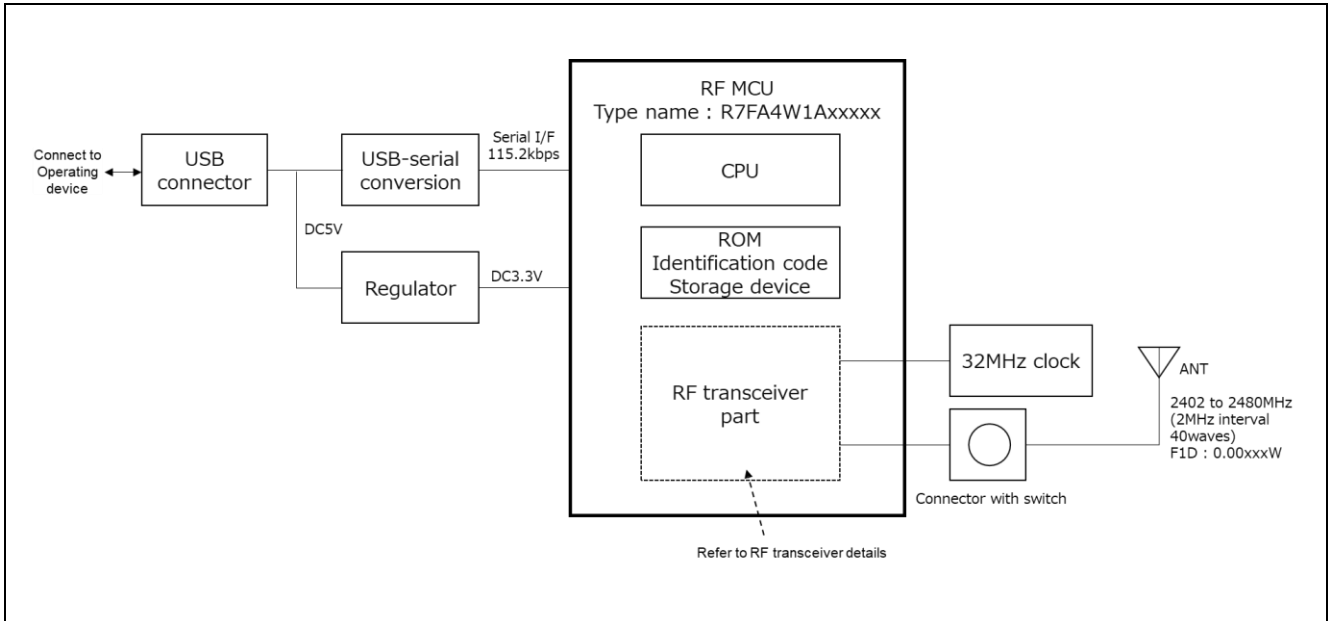 RF MCU
Type name : R7FA4W1Axxxxx
Connect to
Operating
device
USB
connector
USB-serial
conversion
Serial I/F
115.2kbps
CPU
DC5V
Regulator
DC3.3V
ROM
Identification code
Storage device
RF transceiver
part
32MHz clock
ANT
2402 to 2480MHz
(2MHz interval
40waves)
F1D : 0.00xxxW
Connector with switch
Refer to RF transceiver details